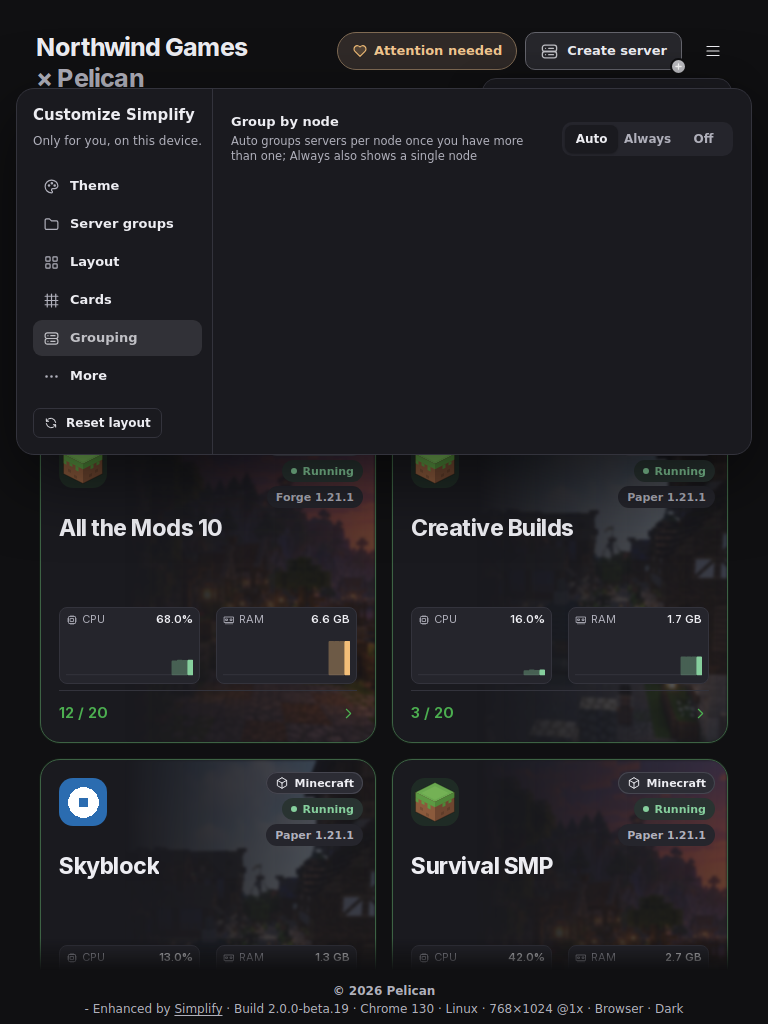 Northwind Games
× Pelican
Attention needed
Create server
Customize Simplify
Only for you, on this device.
Theme
Server groups
Layout
Cards
Grouping
More
Reset layout
Group by node
Auto groups servers per node once you have more
than one; Always also shows a single node
Auto
Always
Off
Running
Forge 1.21.1
All the Mods 10
CPU
68.0%
RAM
6.6 GB
12 / 20
Running
Paper 1.21.1
Creative Builds
CPU
16.0%
RAM
1.7 GB
3 / 20
Minecraft
Running
Paper 1.21.1
Skyblock
CPU
13.0%
RAM
1.3 GB
Minecraft
Running
Paper 1.21.1
Survival SMP
CPU
42.0%
RAM
2.7 GB
© 2026 Pelican
- Enhanced by Simplify · Build 2.0.0-beta.19 · Chrome 130 · Linux · 768×1024 @1x · Browser · Dark